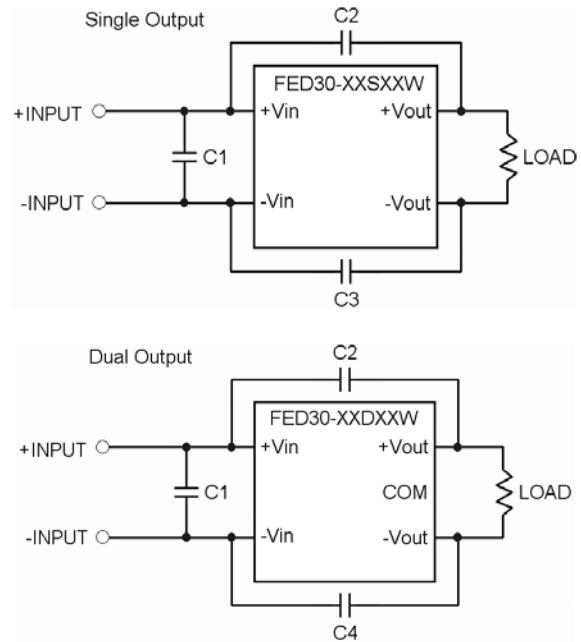 Single Output
C2
FED30-XXSXXW
+INPUT
+Vin
+Vout
C1
LOAD
-INPUT
-Vin
-Vout
C3
Dual Output
C2
FED30-XXDXXW
+INPUT
+Vin
+Vout
C1
COM
LOAD
-INPUT
-Vin
-Vout
C4